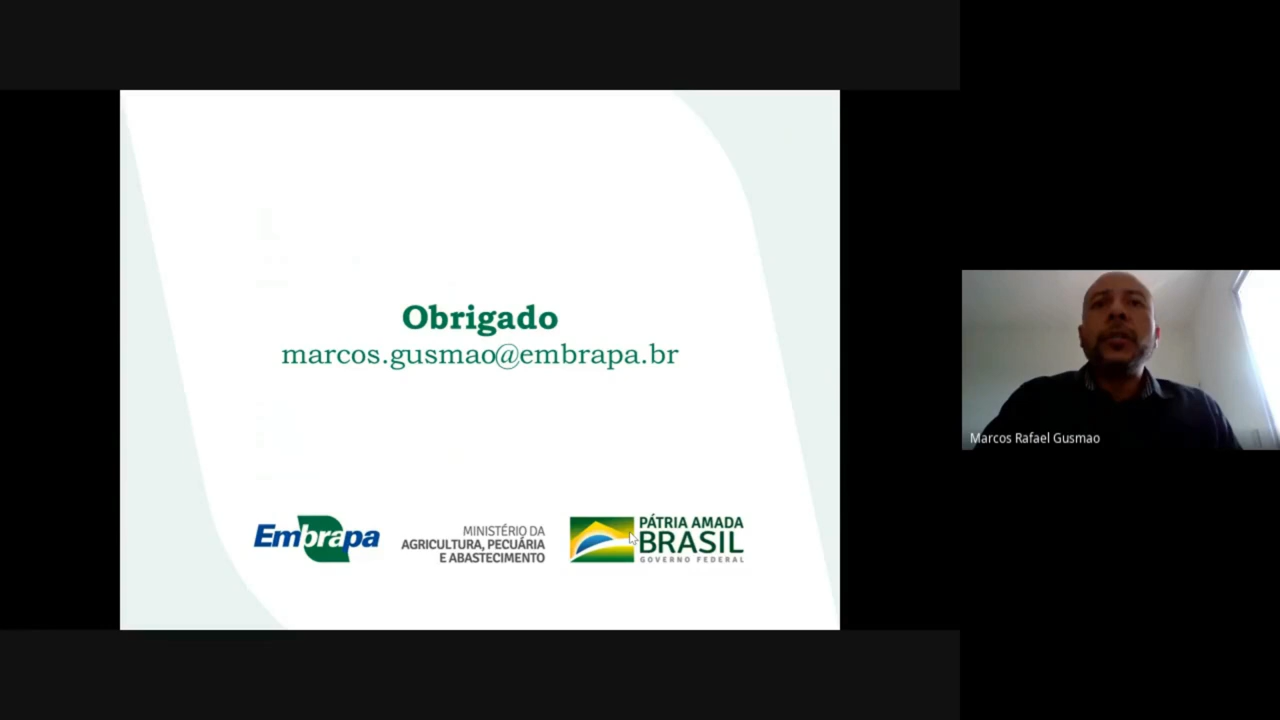 Obrigado
marcos.gusmao@embrapa.br
Embrapa
MINISTÉRIO DA
AGRICULTURA, PECUÁRIA
E ABASTECIMENTO
PÁTRIA AMADA
BRASIL
GOVERNO FEDERAL
Marcos Rafael Gusmao